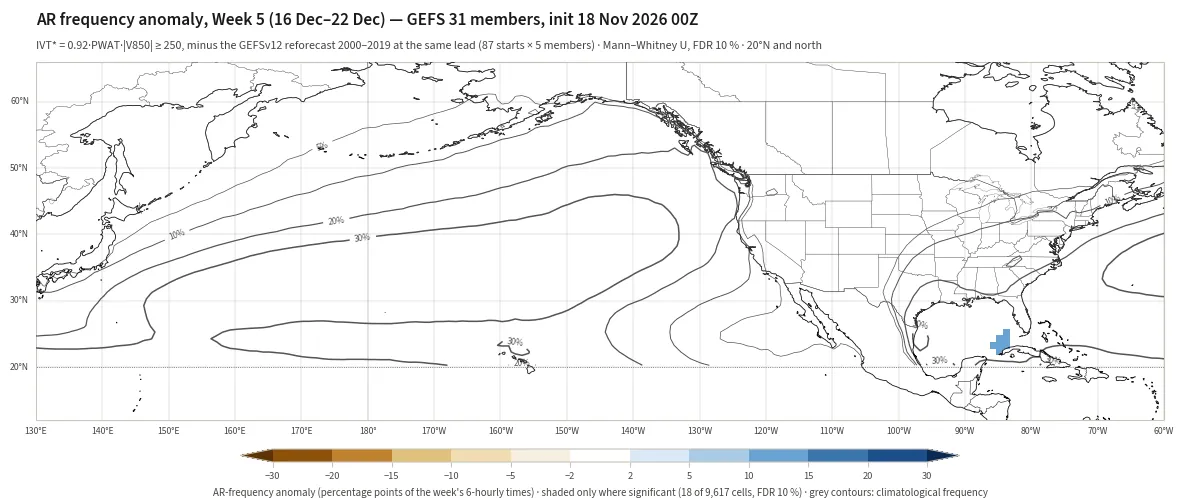 AR frequency anomaly, Week 5 (16 Dec–22 Dec) — GEFS 31 members, init 18 Nov 2026 00Z
IVT* = 0.92·PWAT·|V850| ≥ 250, minus the GEFSv12 reforecast 2000–2019 at the same lead (87 starts × 5 members) · Mann–Whitney U, FDR 10 % · 20°N and north
60°N
50°N
40°N
30°N
20°N
5%
10%
20%
30%
30%
20%
30%
10%
130°E
140°E
150°E
160°E
170°E
180°
170°W
160°W
150°W
140°W
130°W
120°W
110°W
100°W
90°W
80°W
70°W
60°W
−30
−20
−15
−10
−5
−2
2
5
10
15
20
30
AR-frequency anomaly (percentage points of the week's 6-hourly times) · shaded only where significant (18 of 9,617 cells, FDR 10 %) · grey contours: climatological frequency